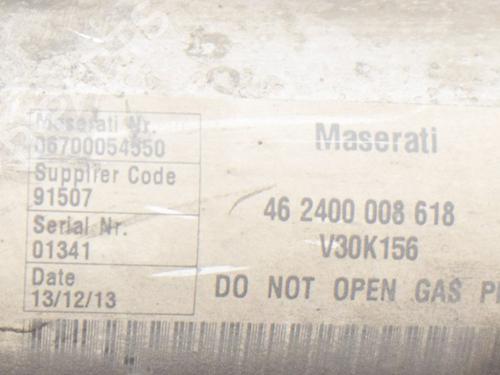 Maserati Nr.
06700054550
Supplier Code
91507
Serial Nr.
01341
Date
13/12/13
Maserati
46 2400 008 618
V30K156
DO NOT OPEN GAS